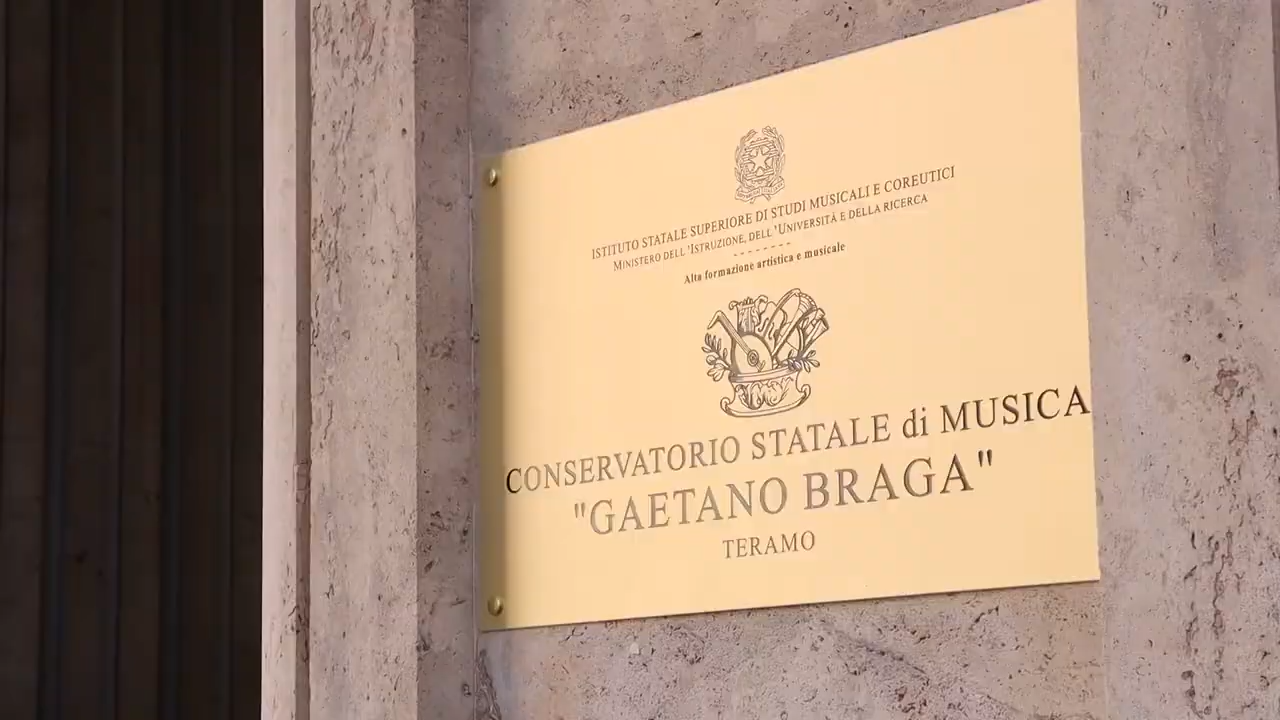 ISTITUTO STATALE SUPERIORE DI STUDI MUSICALI E COREUTICI
MINISTERO DELL'ISTRUZIONE, DELL'UNIVERSITÀ E DELLA RICERCA
--------
Alta formazione artistica e musicale
CONSERVATORIO STATALE di MUSICA
"GAETANO BRAGA"
TERAMO